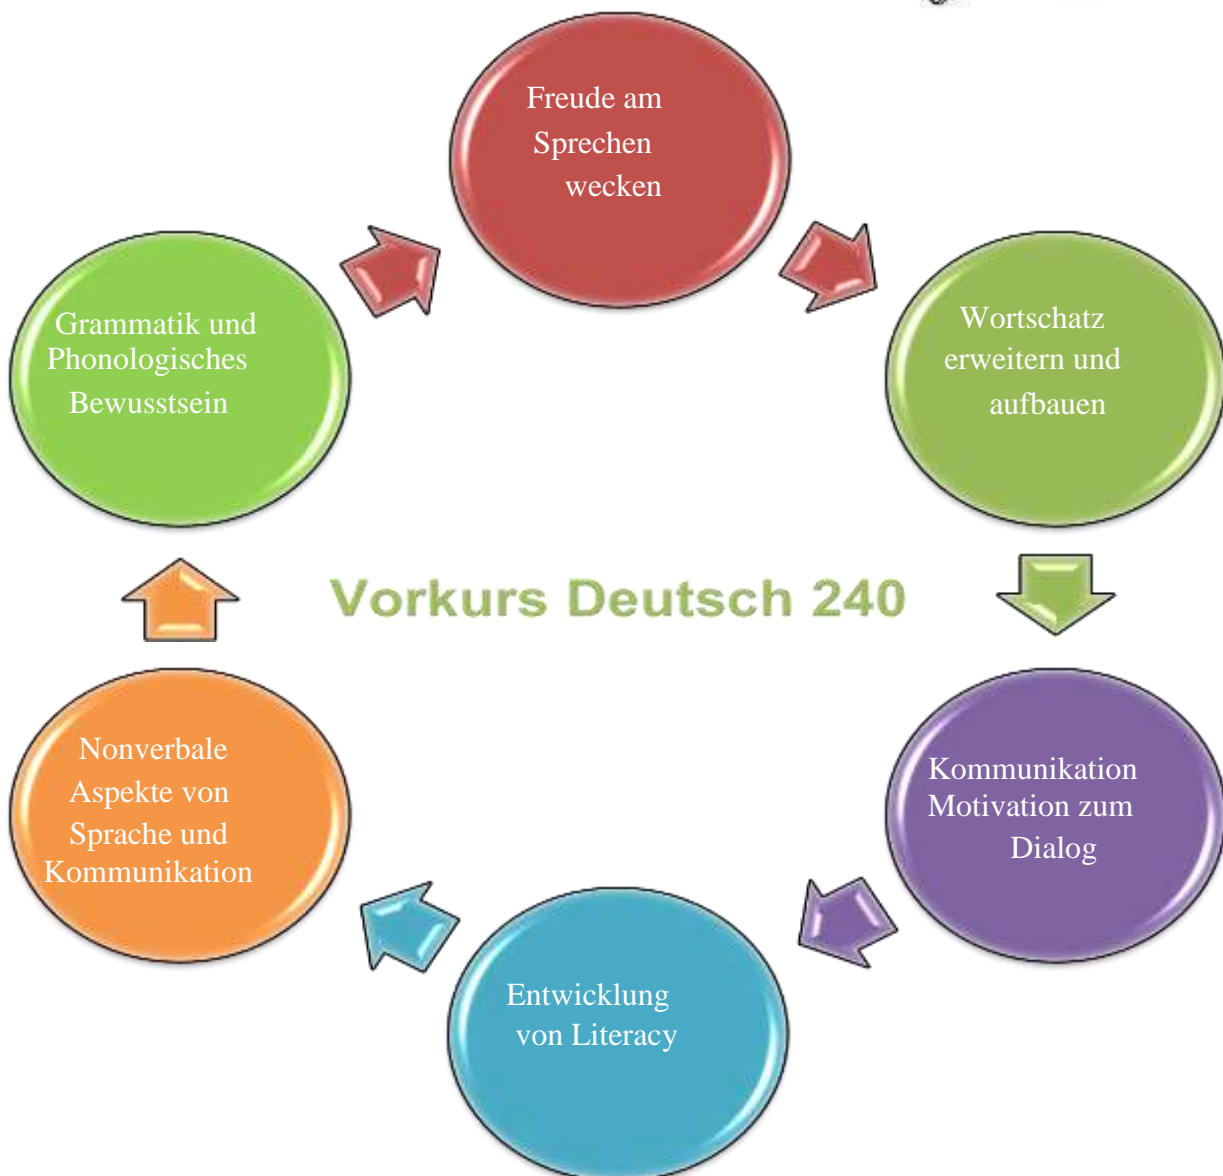 Freude am
Sprechen
wecken
Wortschatz
erweitern und
aufbauen
Kommunikation
Motivation zum
Dialog
Entwicklung
von Literacy
Nonverbale
Aspekte von
Sprache und
Kommunikation
Grammatik und
Phonologisches
Bewusstsein
Vorkurs Deutsch 240